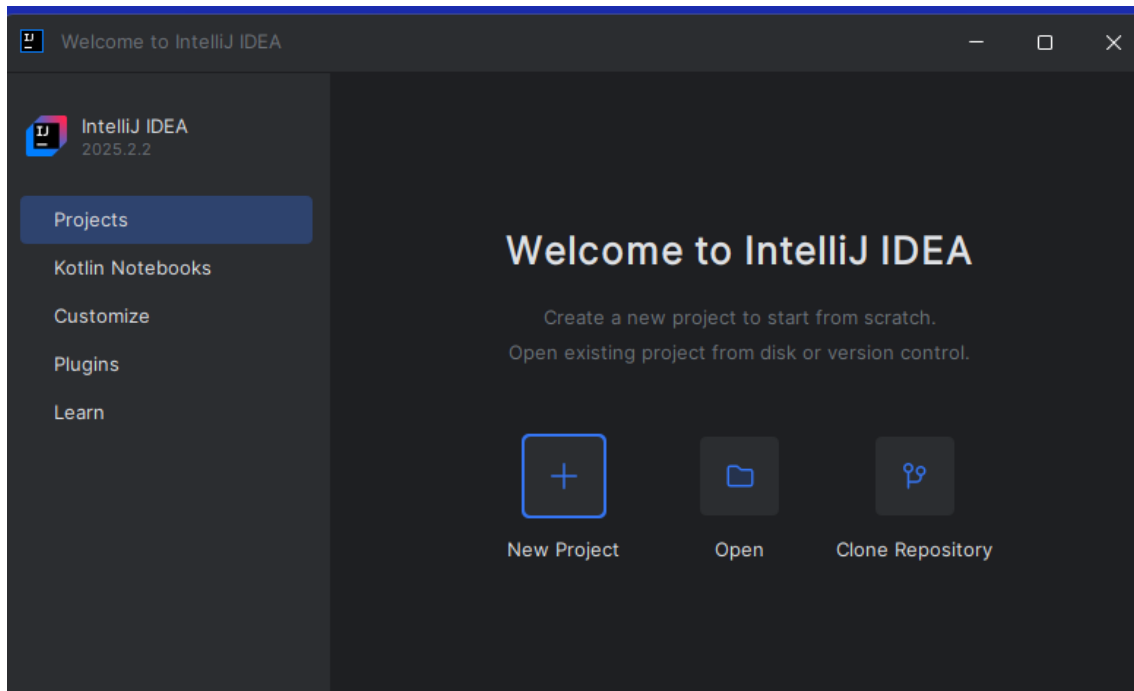 Welcome to IntelliJ IDEA
IntelliJ IDEA
2025.2.2
Projects
Kotlin Notebooks
Customize
Plugins
Learn
Welcome to IntelliJ IDEA
Create a new project to start from scratch.
Open existing project from disk or version control.
New Project
Open
Clone Repository